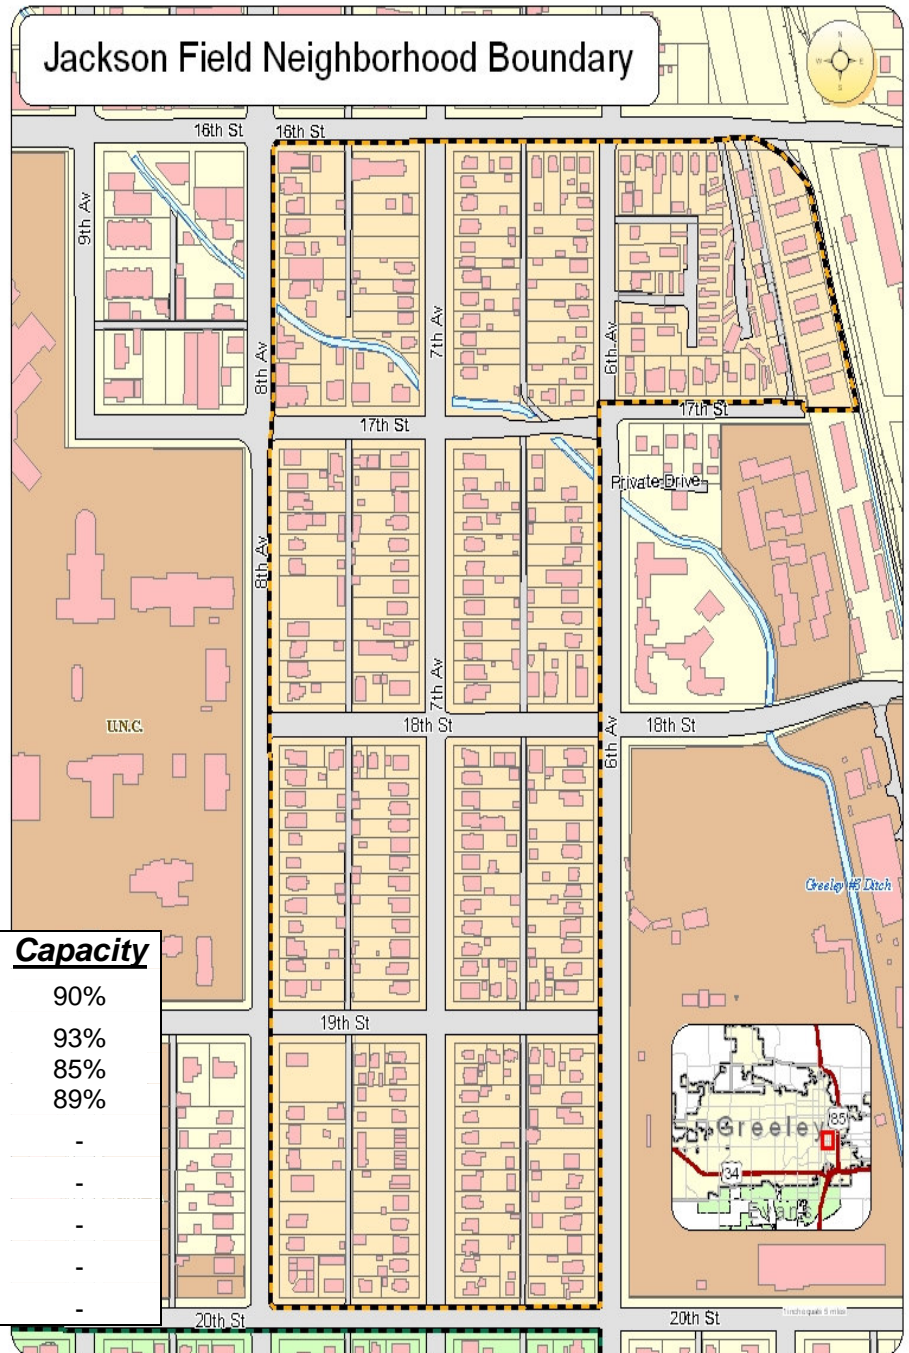 Jackson Field Neighborhood Boundary
N
W
E
S
16th St
16th St
9th Av
8th Av
7th Av
6th Av
17th St
17th St
Private Drive
8th Av
7th Av
18th St
18th St
6th Av
U.N.C.
Greeley #3 Ditch
Capacity
90%
93%
85%
89%
-
-
-
-
-
19th St
85
Greeley
34
Evans
20th St
20th St